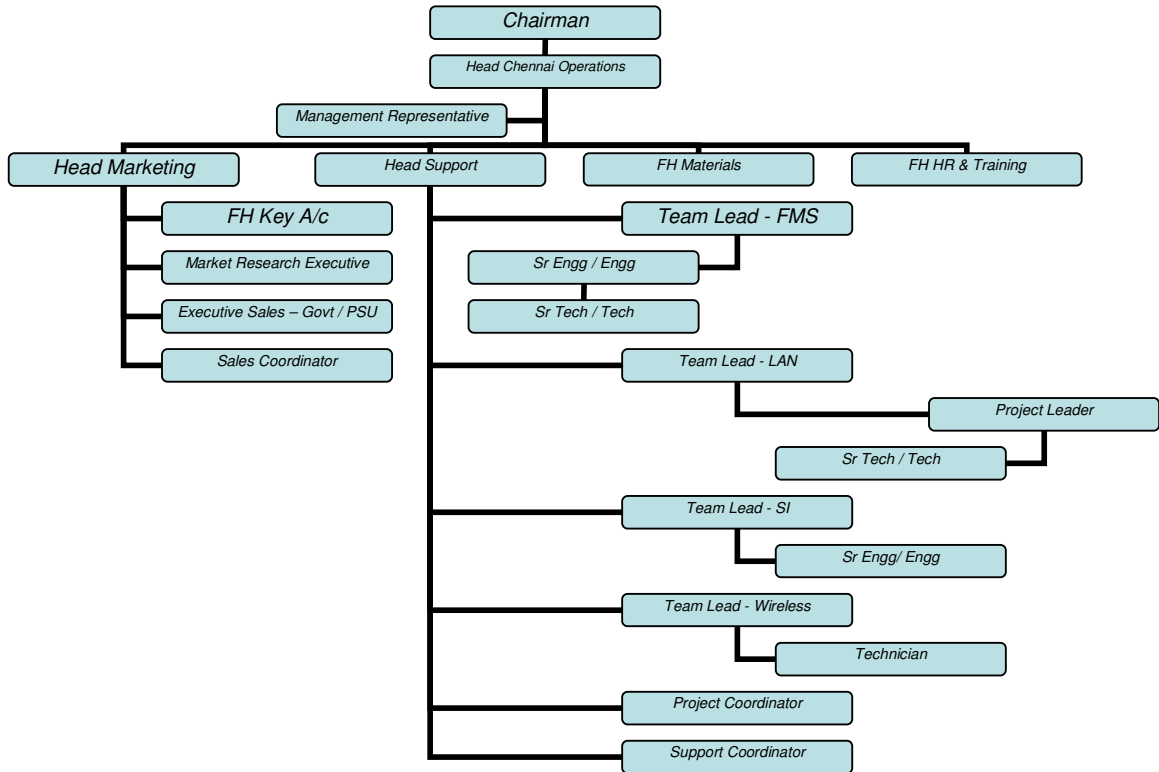 Chairman
Head Chennai Operations
Management Representative
Head Marketing
Head Support
FH Materials
FH HR & Training
FH Key A/c
Market Research Executive
Executive Sales – Govt / PSU
Sales Coordinator
Team Lead - FMS
Sr Engg / Engg
Sr Tech / Tech
Team Lead - LAN
Project Leader
Sr Tech / Tech
Team Lead - SI
Sr Engg/ Engg
Team Lead - Wireless
Technician
Project Coordinator
Support Coordinator